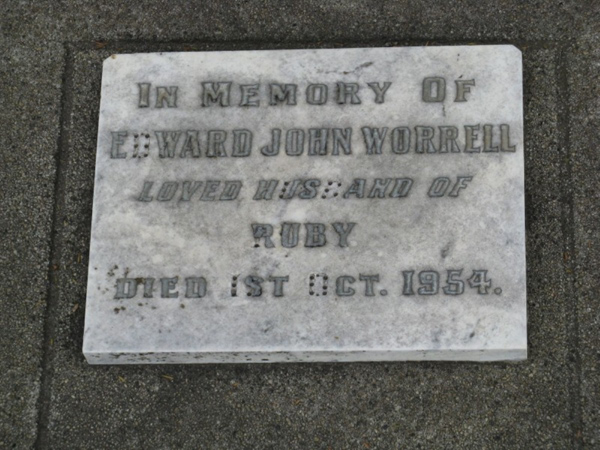 IN MEMORY OF
EDWARD JOHN WORRELL
LOVED HUSBAND OF
RUBY
DIED 1ST OCT. 1954.